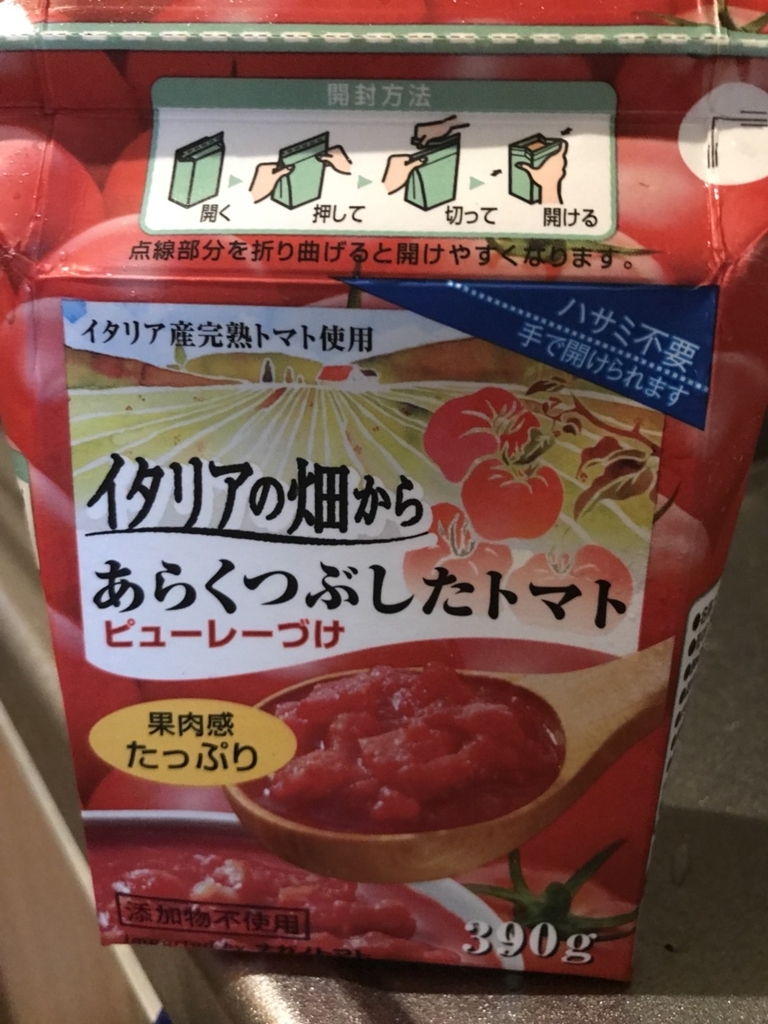 開封方法
開く 押して 切って 開ける
点線部分を折り曲げると開けやすくなります。
ハサミ不要
手で開けられます
イタリア産完熟トマト使用
イタリアの畑から
あらくつぶしたトマト
ピューレーづけ
果肉感
たっぷり
添加物不使用
390g